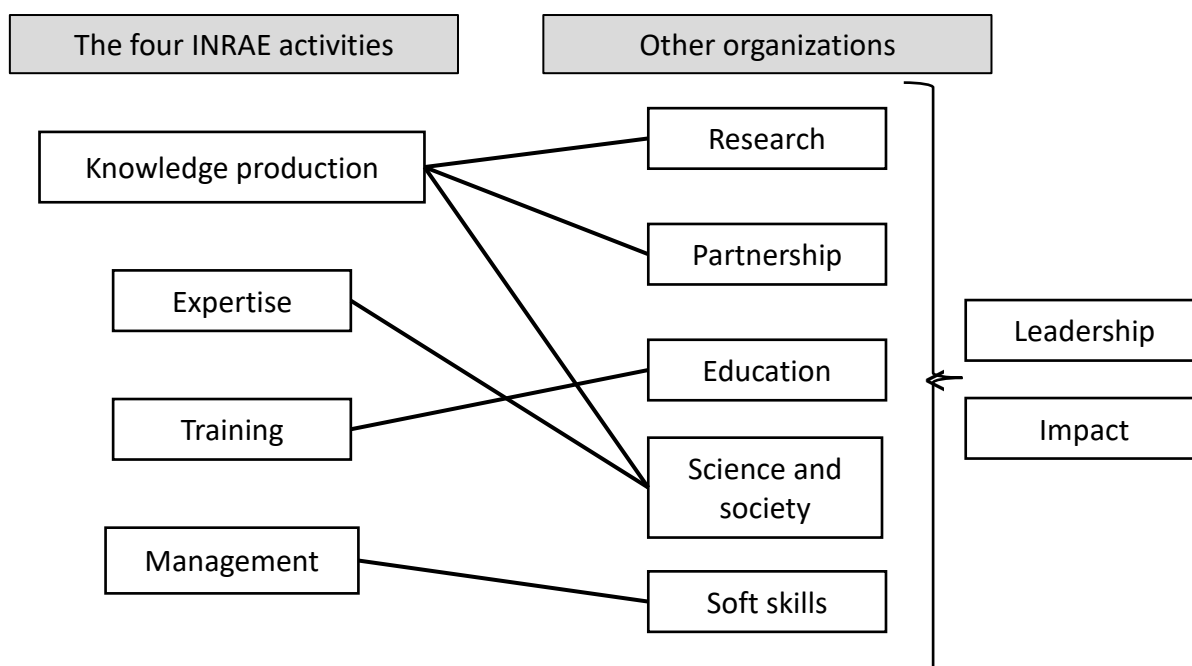 The four INRAE activities
Other organizations
Knowledge production
Expertise
Training
Management
Research
Partnership
Education
Science and
society
Soft skills
Leadership
Impact